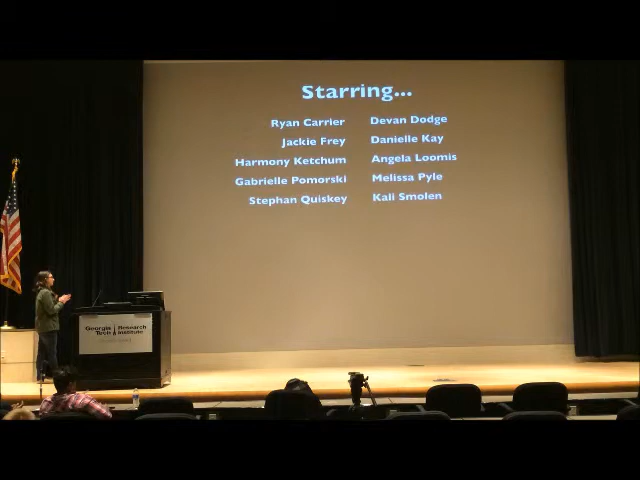 Starring...
Ryan Carrier
Jackie Frey
Harmony Ketchum
Gabrielle Pomorski
Stephan Quiskey
Devan Dodge
Danielle Kay
Angela Loomis
Melissa Pyle
Kali Smolen
Georgia Tech Research Institute